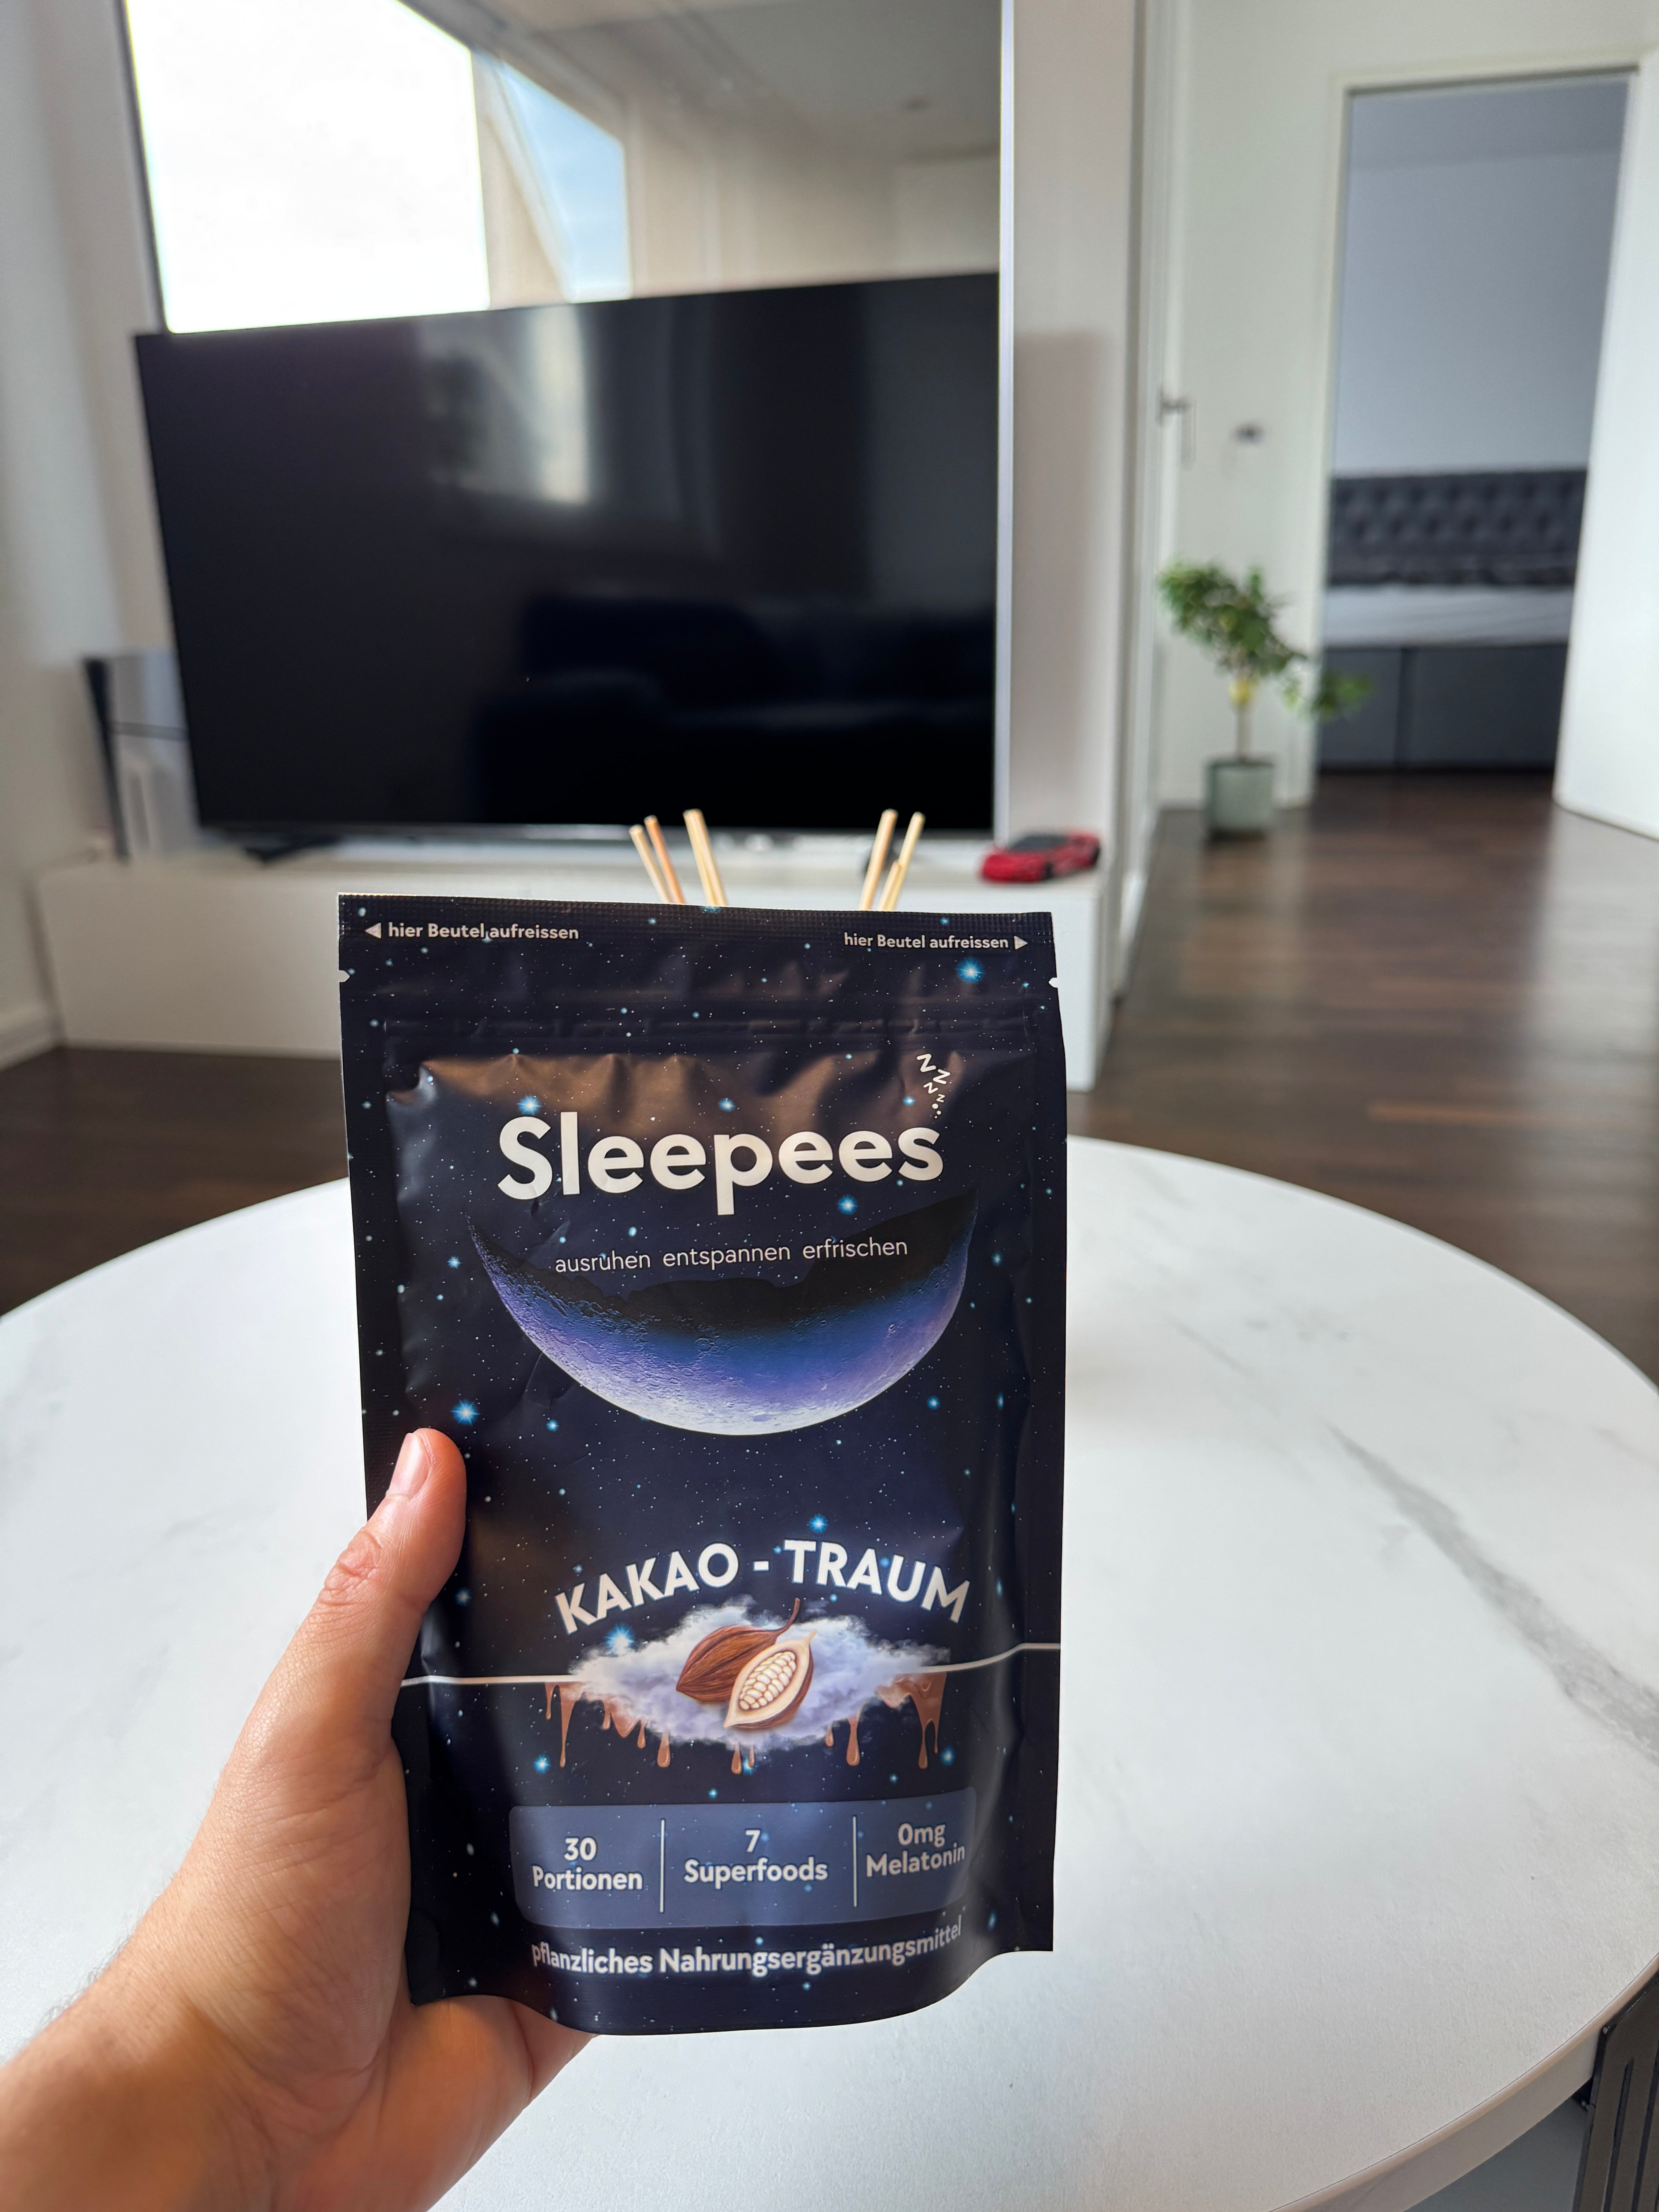 hier Beutel aufreissen
hier Beutel aufreissen
zzzz...
Sleepees
ausruhen entspannen erfrischen
KAKAO - TRAUM
30 Portionen
7 Superfoods
0mg Melatonin
pflanzliches Nahrungsergänzungsmittel